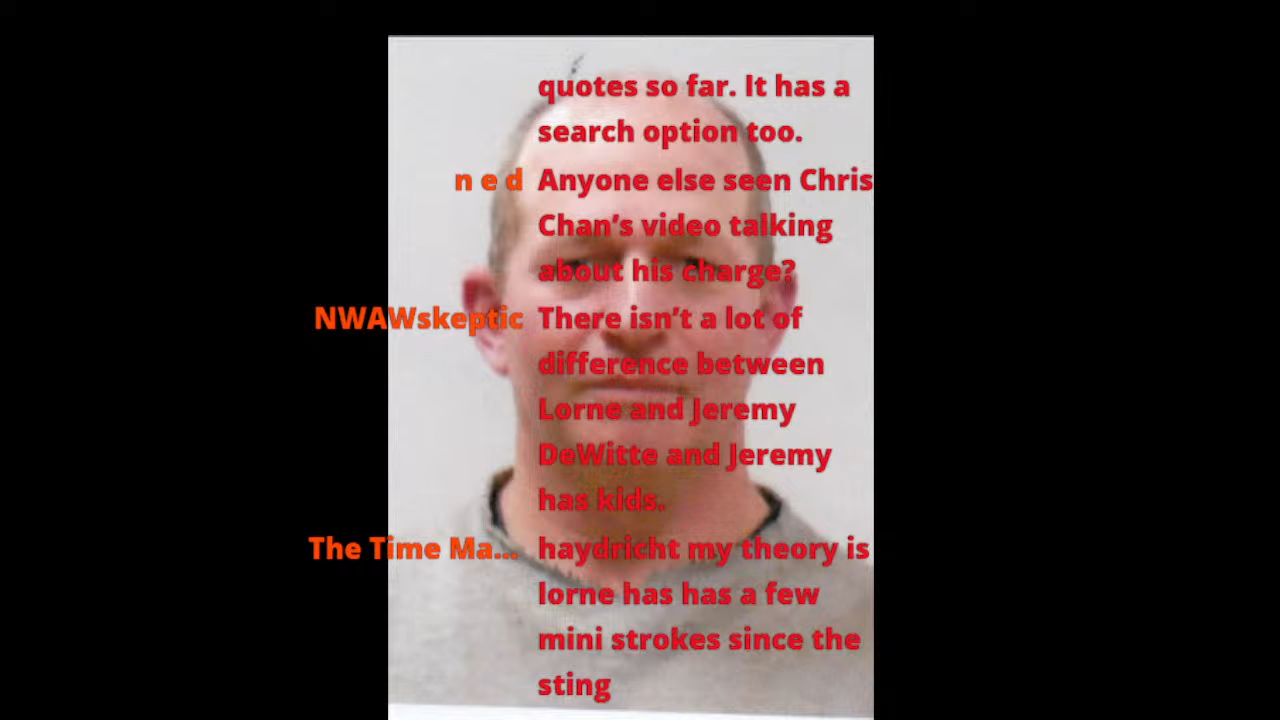 quotes so far. It has a
search option too.
n e d Anyone else seen Chris
Chan's video talking
about his charge?
NWAWskeptic There isn't a lot of
difference between
Lorne and Jeremy
DeWitte and Jeremy
has kids.
The Time Ma... haydricht my theory is
lorne has has a few
mini strokes since the
sting